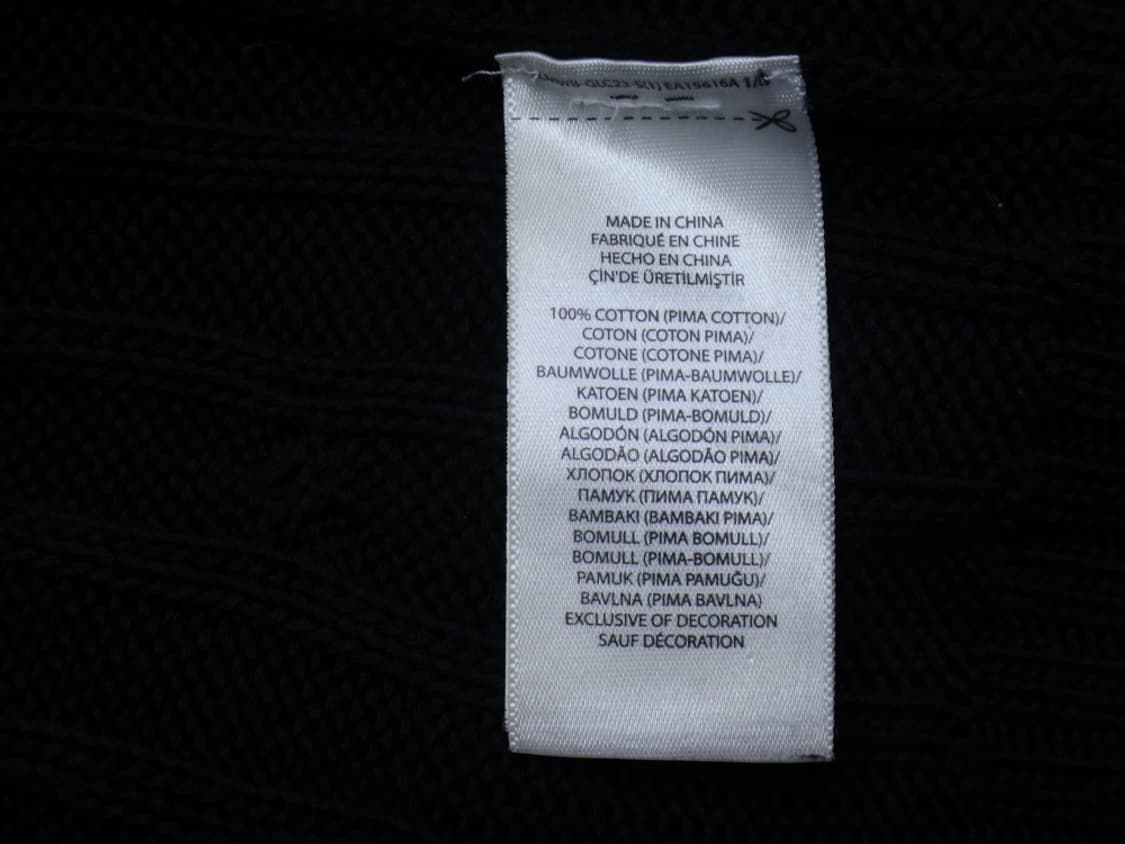 EA15616A
MADE IN CHINA
FABRIQUÉ EN CHINE
HECHO EN CHINA
ÇİN'DE ÜRETİLMİŞTİR
100% COTTON (PIMA COTTON)/
COTON (COTON PIMA)/
COTONE (COTONE PIMA)/
BAUMWOLLE (PIMA-BAUMWOLLE)/
KATOEN (PIMA KATOEN)/
BOMULD (PIMA-BOMULD)/
ALGODÓN (ALGODÓN PIMA)/
ALGODÃO (ALGODÃO PIMA)/
ХЛОПОК (ХЛОПОК ПИМА)/
ПАМУК (ПИМА ПАМУК)/
ΒΑΜΒΑΚΙ (ΒΑΜΒΑΚΙ PIMA)/
BOMULL (PIMA BOMULL)/
BOMULL (PIMA-BOMULL)/
PAMUK (PIMA PAMUĞU)/
BAVLNA (PIMA BAVLNA)
EXCLUSIVE OF DECORATION
SAUF DÉCORATION